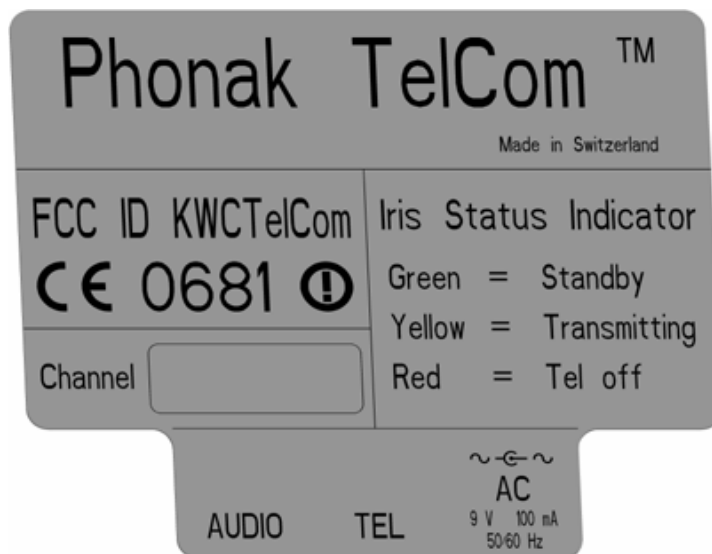 Phonak TelCom ™
Made in Switzerland
FCC ID KWCTelCom
CE 0681
Channel
Iris Status Indicator
Green = Standby
Yellow = Transmitting
Red = Tel off
AUDIO
TEL
AC
9 V 100 mA
50/60 Hz